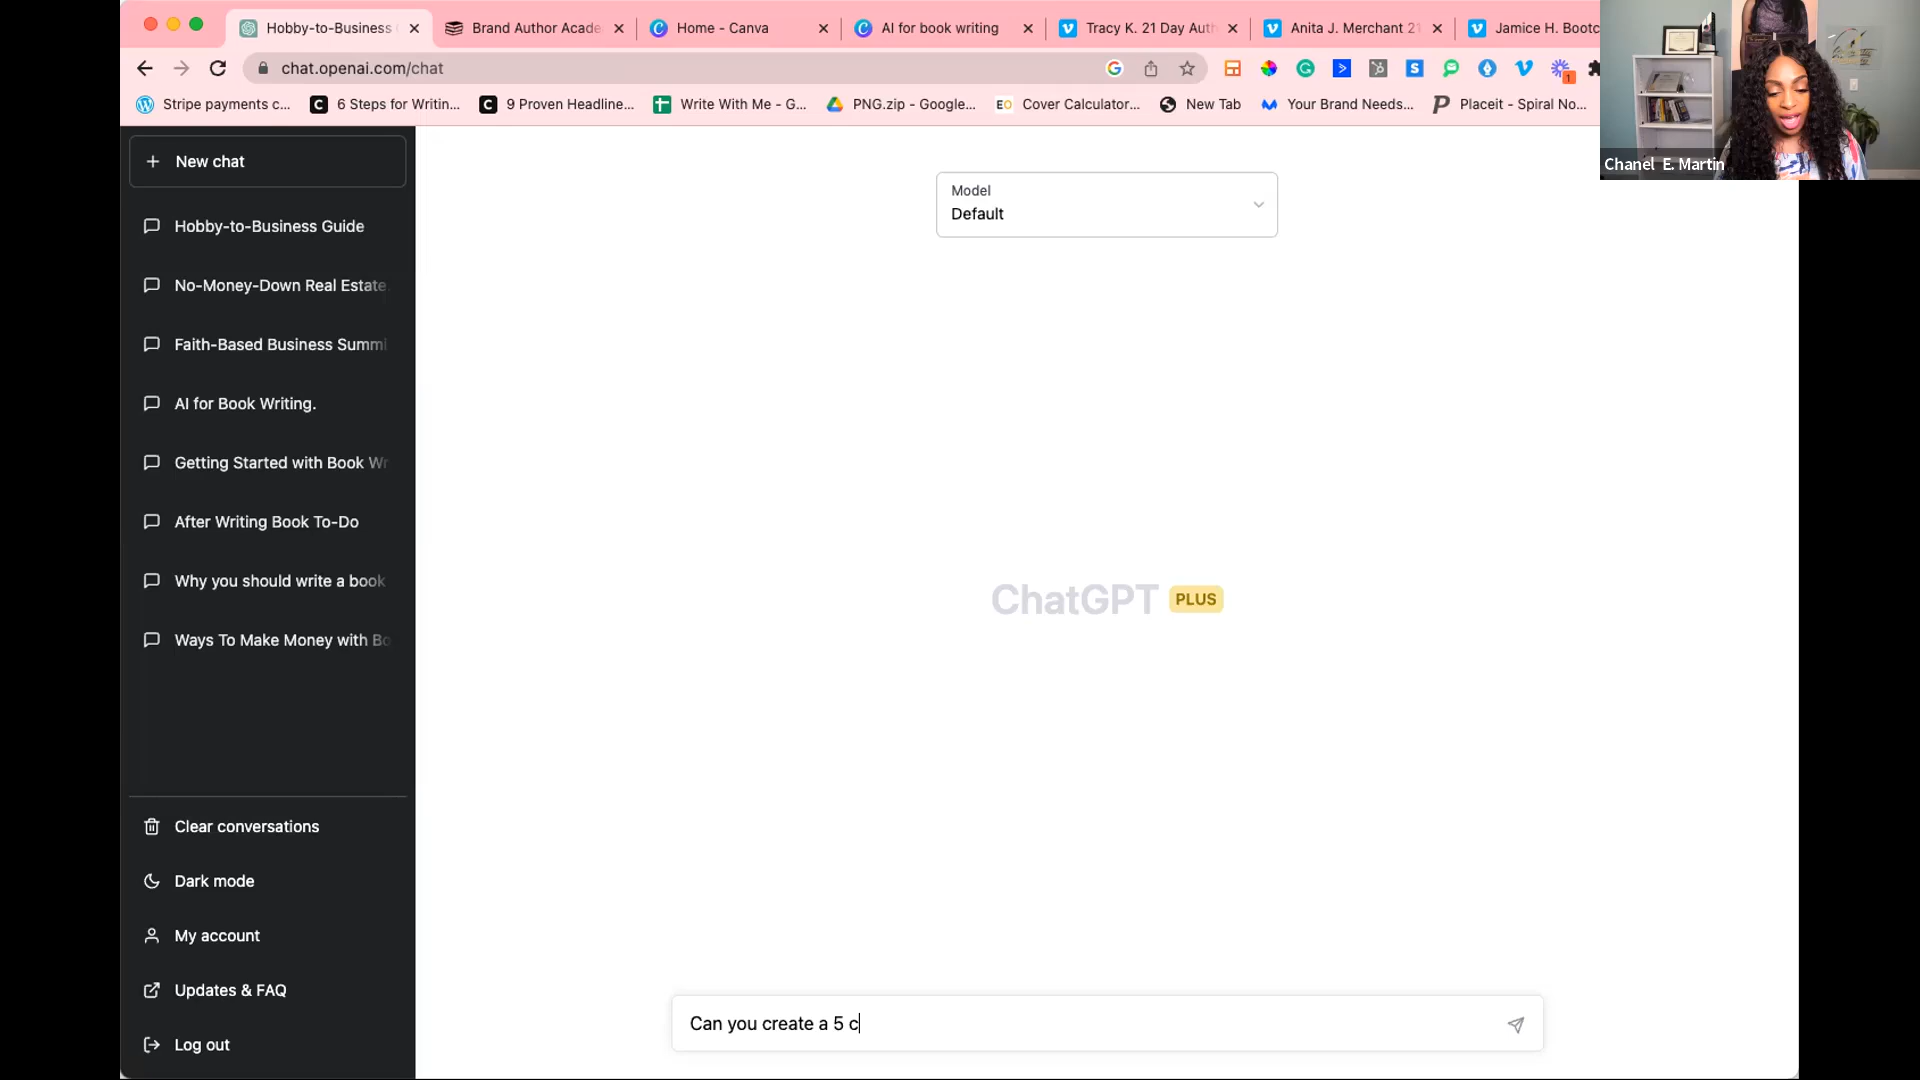 Hobby-to-Business
Brand Author Acade
Home - Canva
AI for book writing
Tracy K. 21 Day Auth
Anita J. Merchant 21
Jamice H. Bootc
chat.openai.com/chat
1
Stripe payments c...
6 Steps for Writin...
9 Proven Headline...
Write With Me - G...
PNG.zip - Google...
EO Cover Calculator...
New Tab
Your Brand Needs...
Placeit - Spiral No...
Chanel E. Martin
New chat
Model
Default
Hobby-to-Business Guide
No-Money-Down Real Estate
Faith-Based Business Summi
AI for Book Writing.
Getting Started with Book Wr
After Writing Book To-Do
Why you should write a book
Ways To Make Money with Bo
ChatGPT PLUS
Clear conversations
Dark mode
My account
Updates & FAQ
Log out
Can you create a 5 c